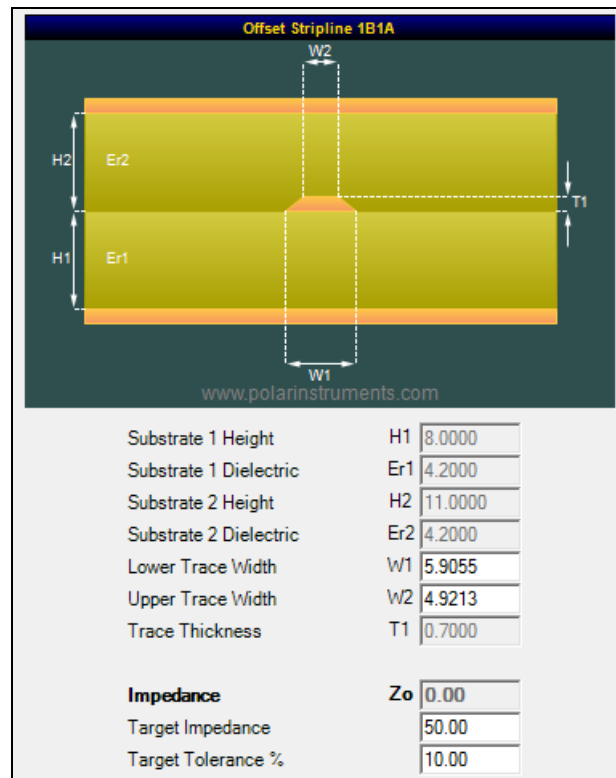 Offset Stripline 1B1A
W2
H2
Er2
T1
H1
Er1
W1
www.polarinstruments.com
Substrate 1 Height H1 8.0000
Substrate 1 Dielectric Er1 4.2000
Substrate 2 Height H2 11.0000
Substrate 2 Dielectric Er2 4.2000
Lower Trace Width W1 5.9055
Upper Trace Width W2 4.9213
Trace Thickness T1 0.7000
Impedance Zo 0.00
Target Impedance 50.00
Target Tolerance % 10.00